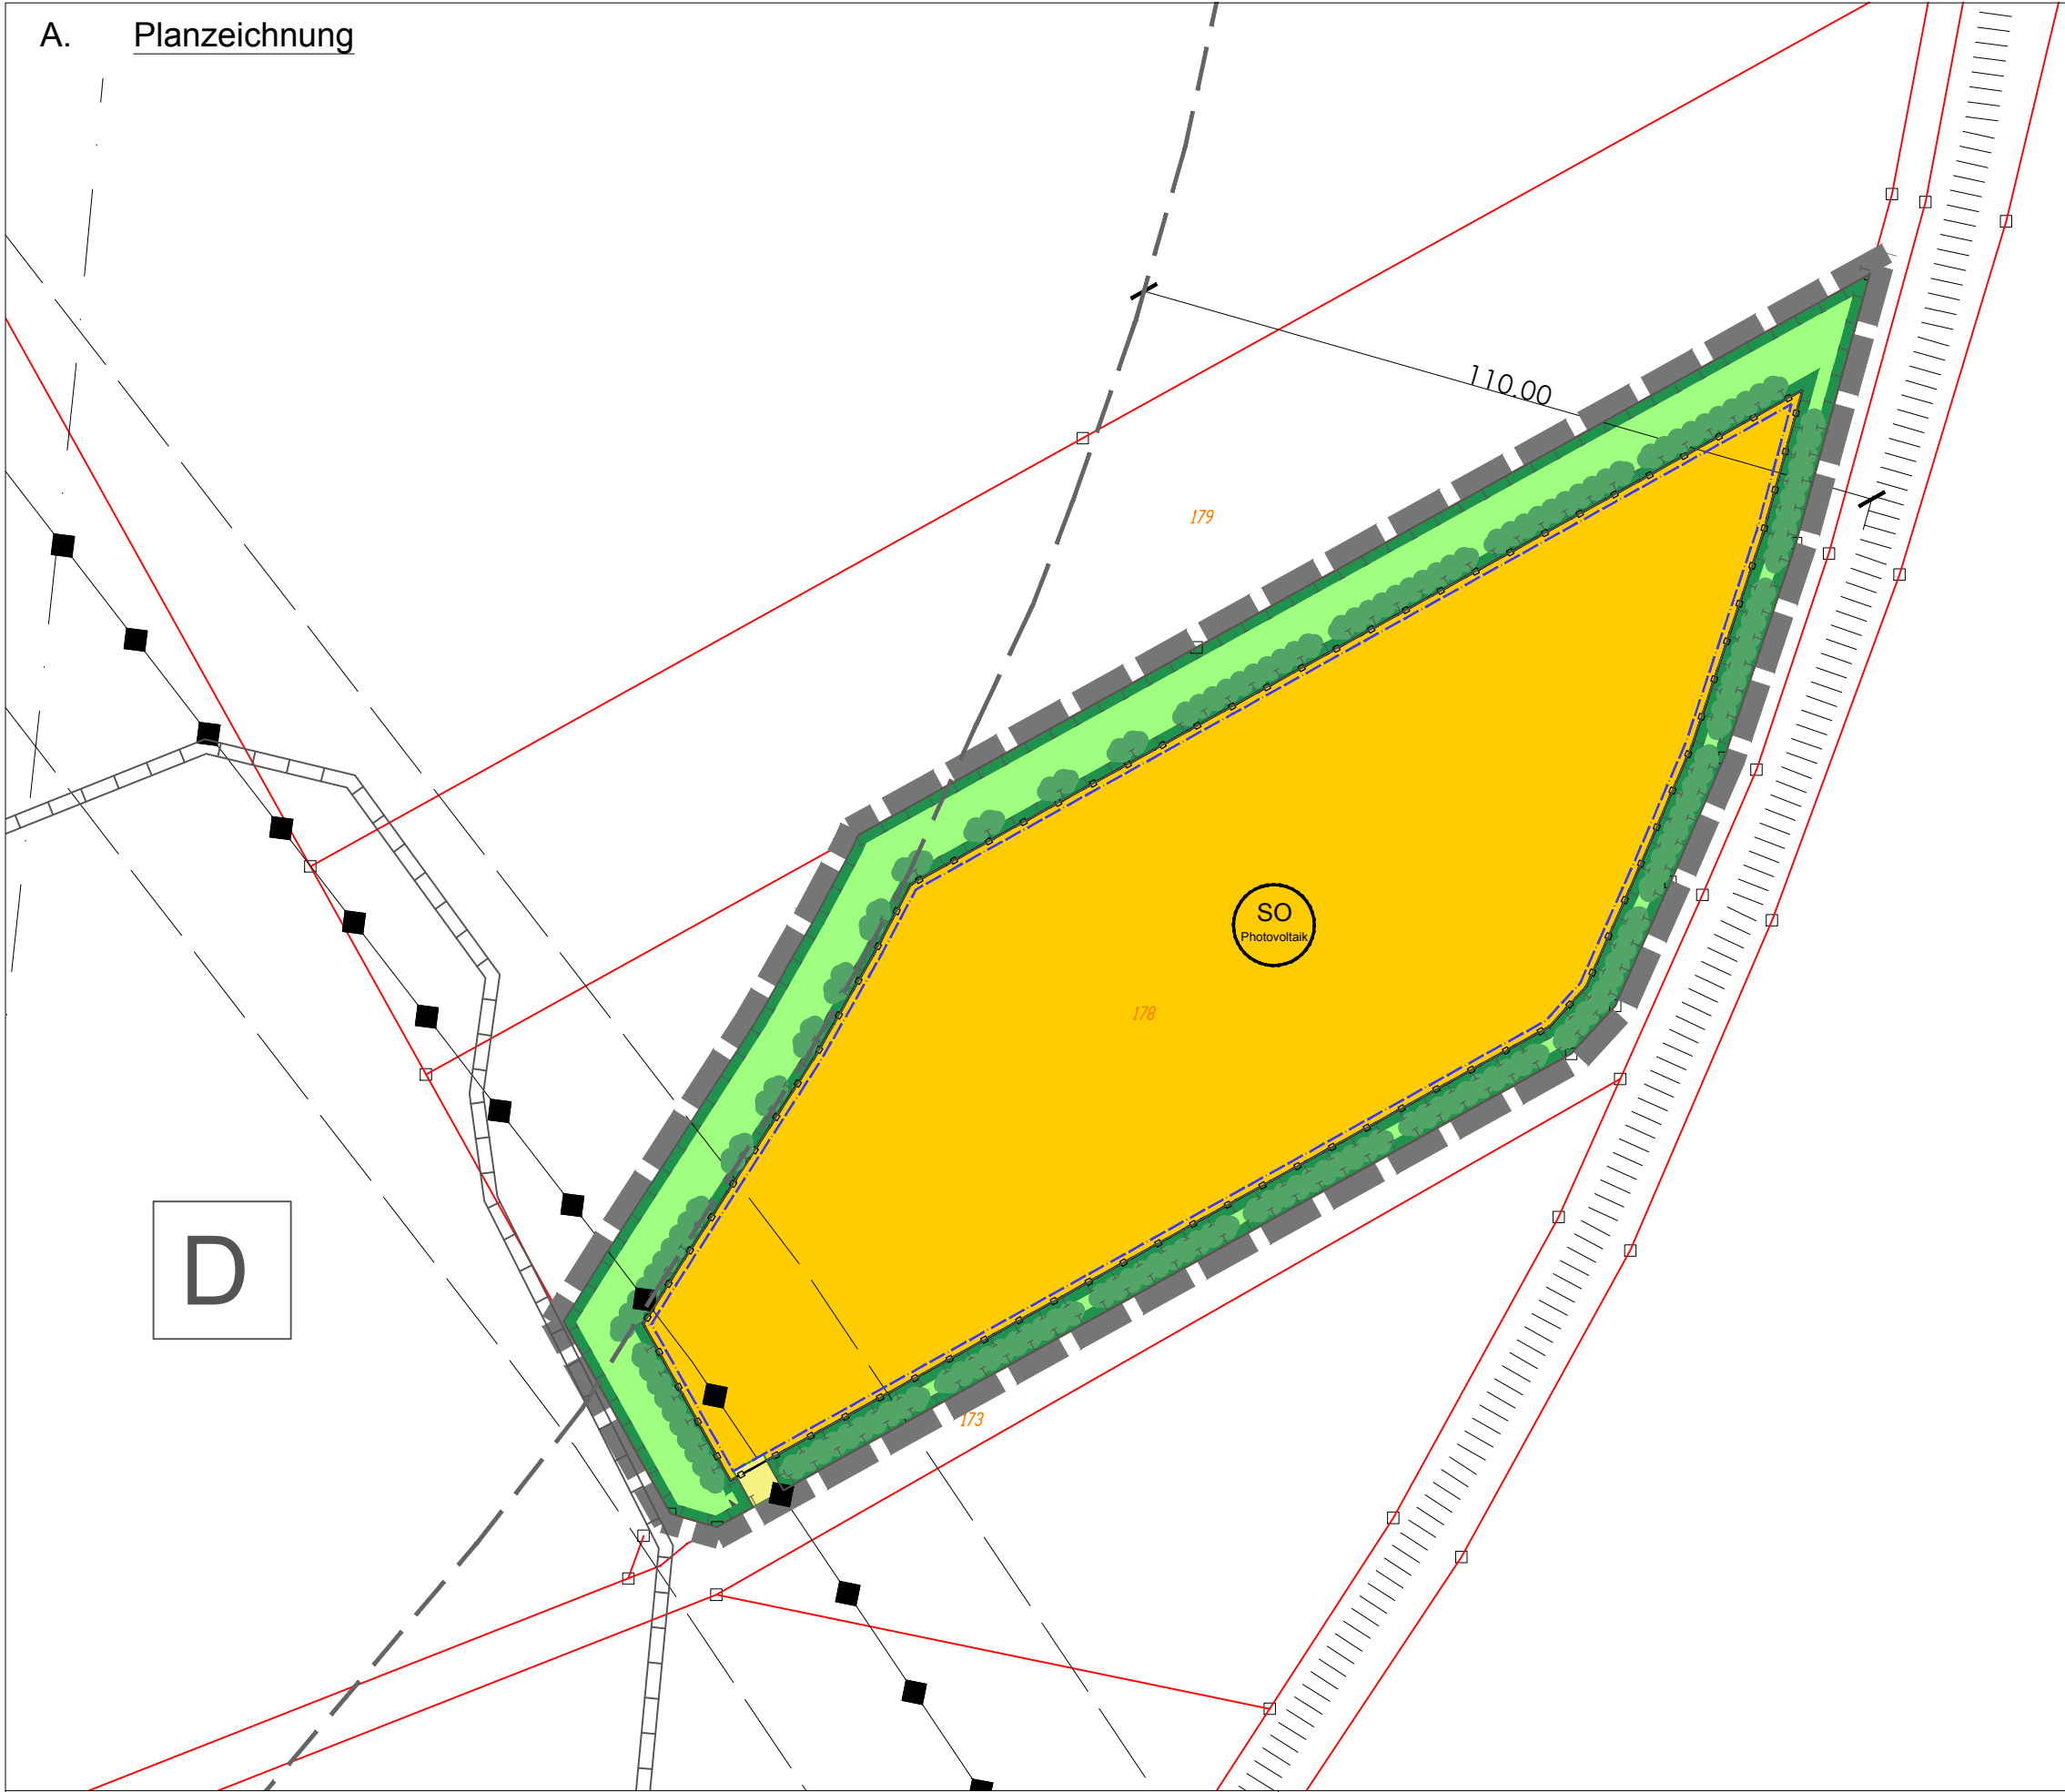 A. Planzeichnung
110.00
179
SO
Photovoltaik
178
D
173